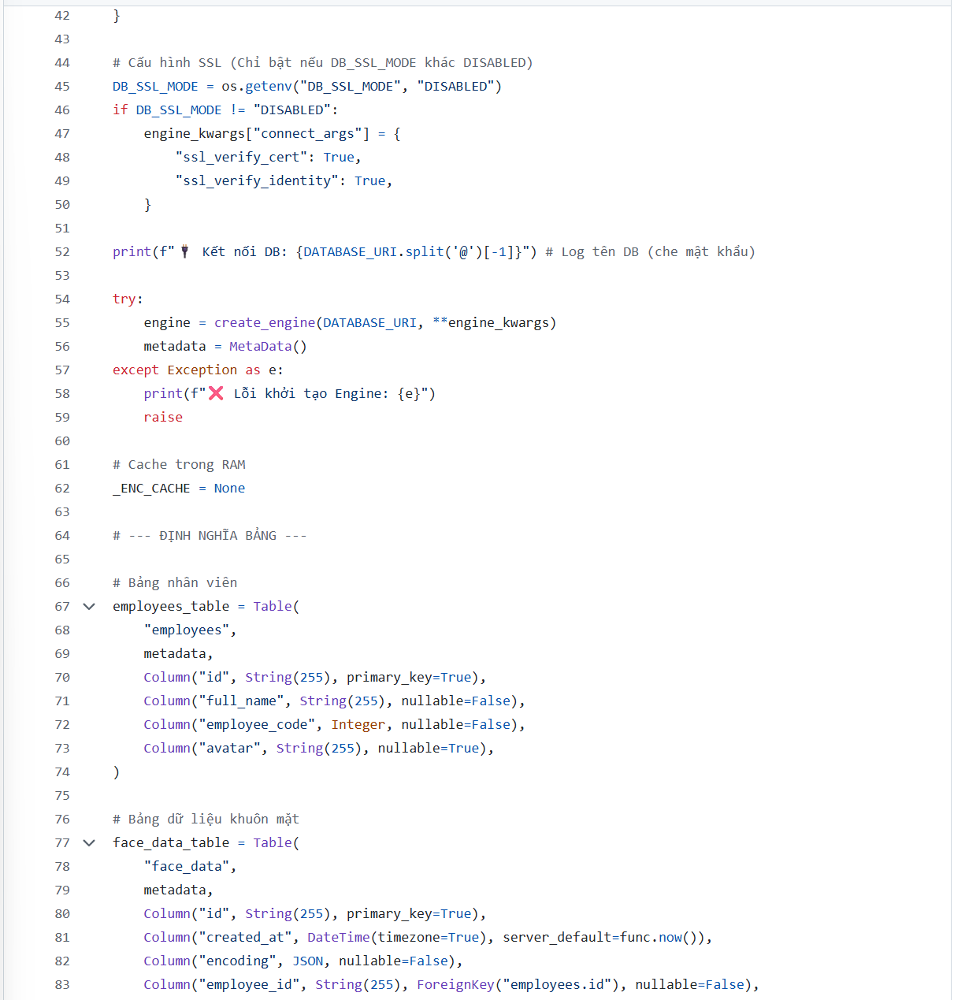 42 }
43
44 # Cấu hình SSL (Chỉ bật nếu DB_SSL_MODE khác DISABLED)
45 DB_SSL_MODE = os.getenv("DB_SSL_MODE", "DISABLED")
46 if DB_SSL_MODE != "DISABLED":
47     engine_kwargs["connect_args"] = {
48         "ssl_verify_cert": True,
49         "ssl_verify_identity": True,
50     }
51
52 print(f"🔌 Kết nối DB: {DATABASE_URI.split('@')[-1]}") # Log tên DB (che mật khẩu)
53
54 try:
55     engine = create_engine(DATABASE_URI, **engine_kwargs)
56     metadata = MetaData()
57 except Exception as e:
58     print(f"❌ Lỗi khởi tạo Engine: {e}")
59     raise
60
61 # Cache trong RAM
62 _ENC_CACHE = None
63
64 # --- ĐỊNH NGHĨA BẢNG ---
65
66 # Bảng nhân viên
67 employees_table = Table(
68     "employees",
69     metadata,
70     Column("id", String(255), primary_key=True),
71     Column("full_name", String(255), nullable=False),
72     Column("employee_code", Integer, nullable=False),
73     Column("avatar", String(255), nullable=True),
74 )
75
76 # Bảng dữ liệu khuôn mặt
77 face_data_table = Table(
78     "face_data",
79     metadata,
80     Column("id", String(255), primary_key=True),
81     Column("created_at", DateTime(timezone=True), server_default=func.now()),
82     Column("encoding", JSON, nullable=False),
83     Column("employee_id", String(255), ForeignKey("employees.id"), nullable=False),